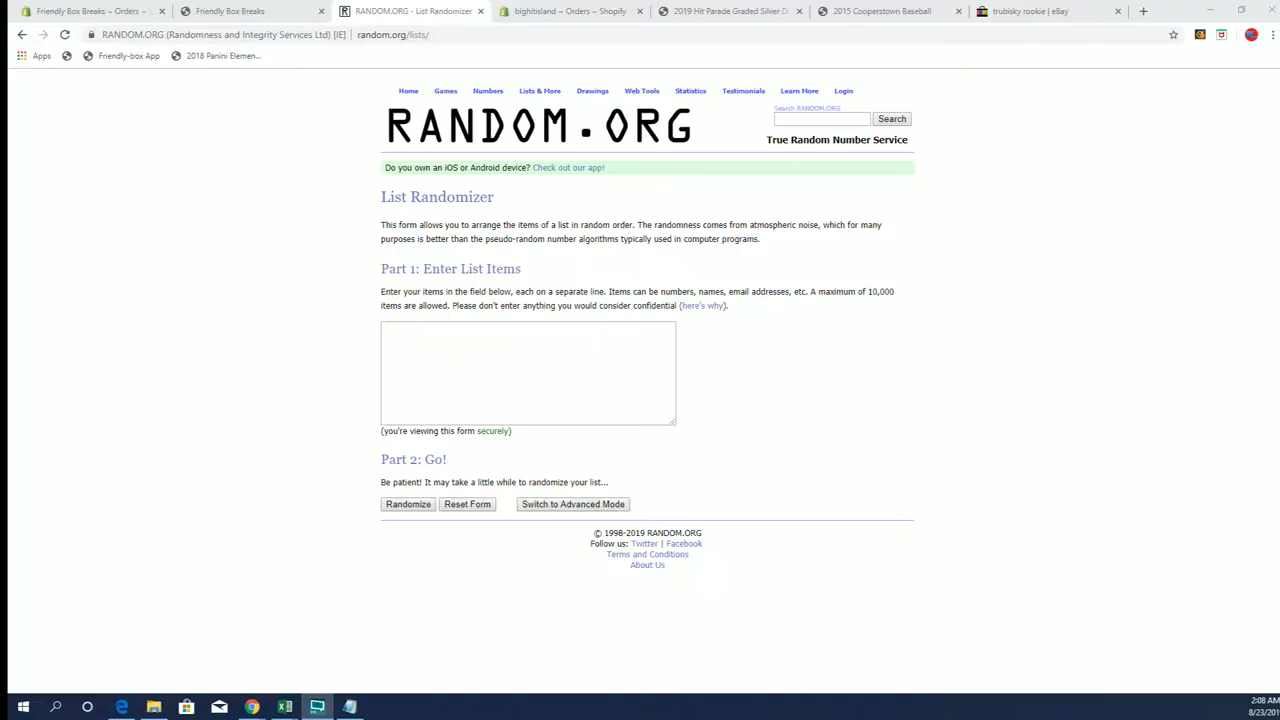 Friendly Box Breaks ~ Orders ~ S
Friendly Box Breaks
RANDOM.ORG - List Randomizer
bighitisland ~ Orders ~ Shopify
2019 Hit Parade Graded Silver D
2015 Cooperstown Baseball
trubisky rookie | eBay
RANDOM.ORG (Randomness and Integrity Services Ltd) [IE] | random.org/lists/
Apps
Friendly-box App
2018 Panini Elemen...
Home Games Numbers Lists & More Drawings Web Tools Statistics Testimonials Learn More Login
RANDOM.ORG
Search RANDOM.ORG
Search
True Random Number Service
Do you own an iOS or Android device? Check out our app!
List Randomizer
This form allows you to arrange the items of a list in random order. The randomness comes from atmospheric noise, which for many
purposes is better than the pseudo-random number algorithms typically used in computer programs.
Part 1: Enter List Items
Enter your items in the field below, each on a separate line. Items can be numbers, names, email addresses, etc. A maximum of 10,000
items are allowed. Please don't enter anything you would consider confidential (here's why).
(you're viewing this form securely)
Part 2: Go!
Be patient! It may take a little while to randomize your list...
Randomize Reset Form Switch to Advanced Mode
© 1998-2019 RANDOM.ORG
Follow us: Twitter | Facebook
Terms and Conditions
About Us
2:08 AM
8/23/201